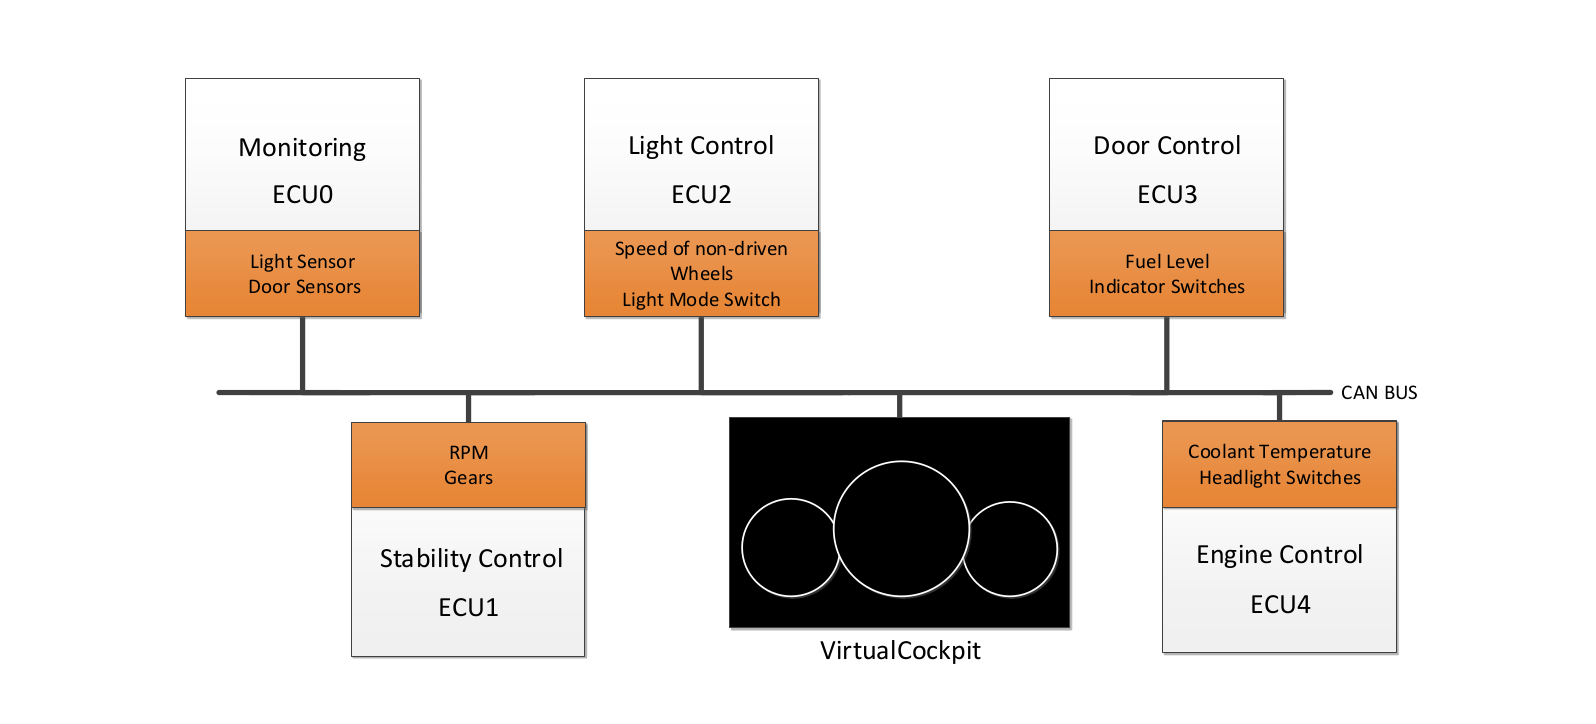 Monitoring
ECU0
Light Sensor
Door Sensors
Light Control
ECU2
Speed of non-driven
Wheels
Light Mode Switch
Door Control
ECU3
Fuel Level
Indicator Switches
CAN BUS
RPM
Gears
Stability Control
ECU1
VirtualCockpit
Coolant Temperature
Headlight Switches
Engine Control
ECU4